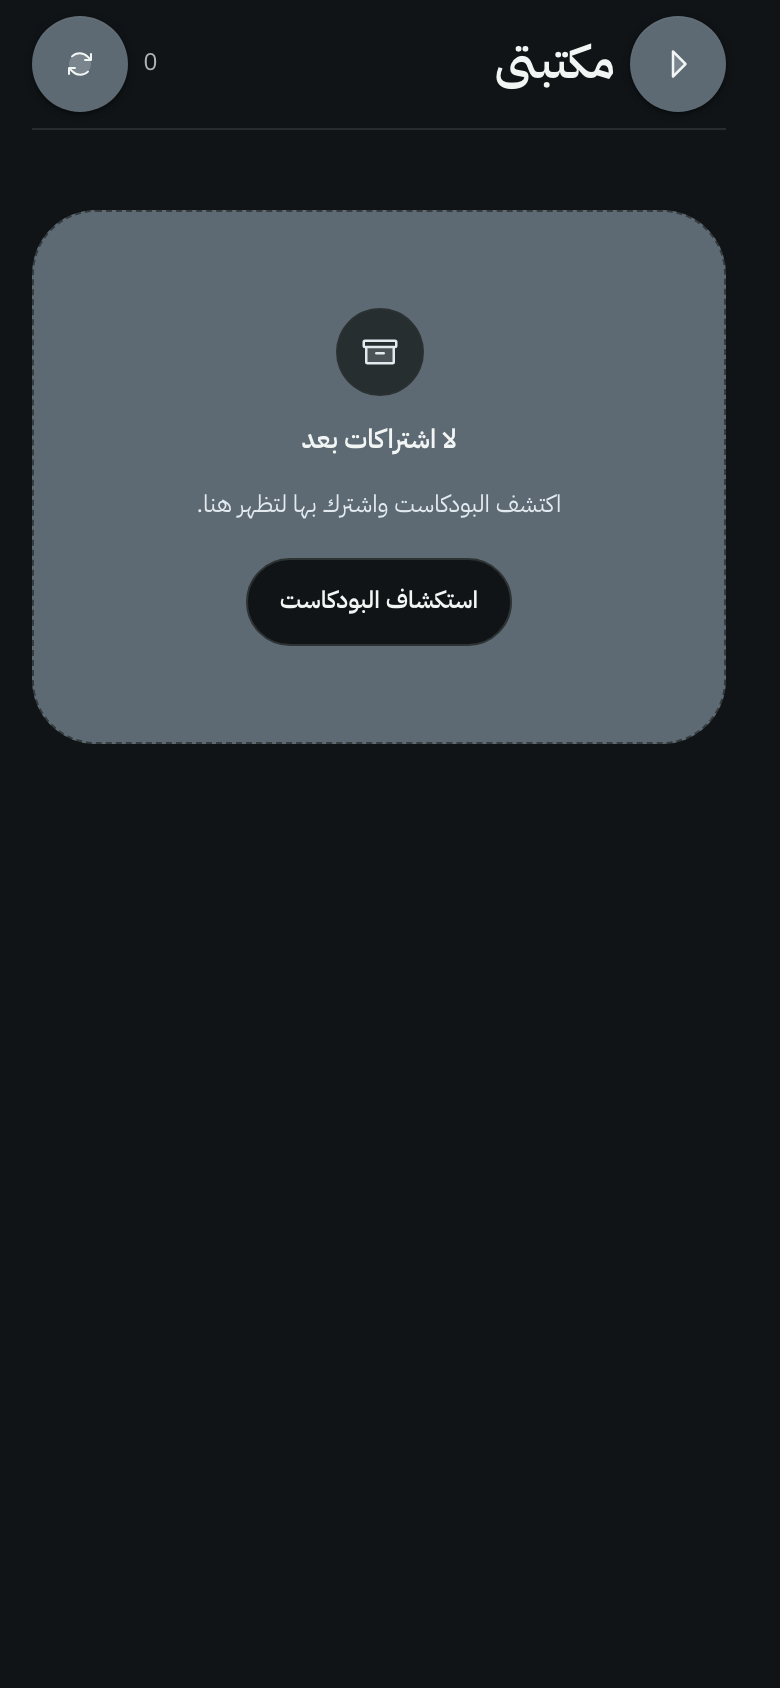 مكتبتي
0
لا اشتراكات بعد
اكتشف البودكاست واشترك بها لتظهر هنا.
استكشاف البودكاست